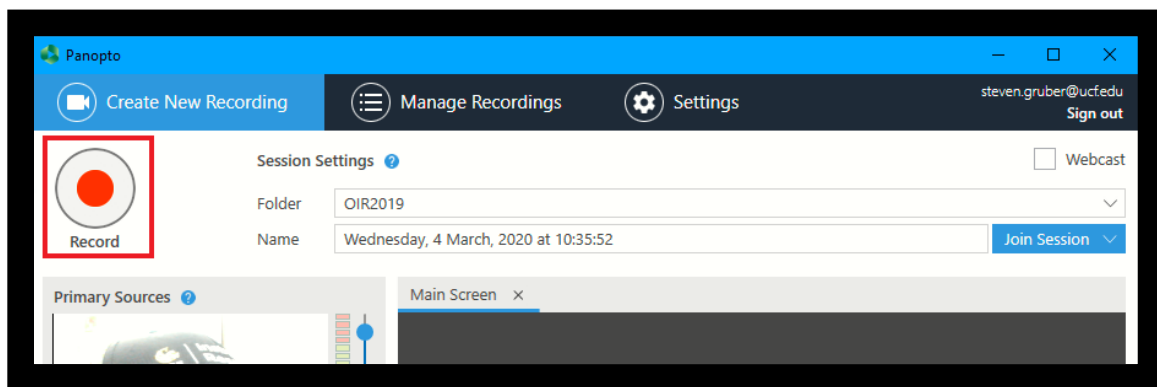 Panopto
Create New Recording
Manage Recordings
Settings
steven.gruber@ucf.edu
Sign out
Record
Session Settings ?
Webcast
Folder OIR2019
Name Wednesday, 4 March, 2020 at 10:35:52 Join Session
Primary Sources ?
Main Screen ×